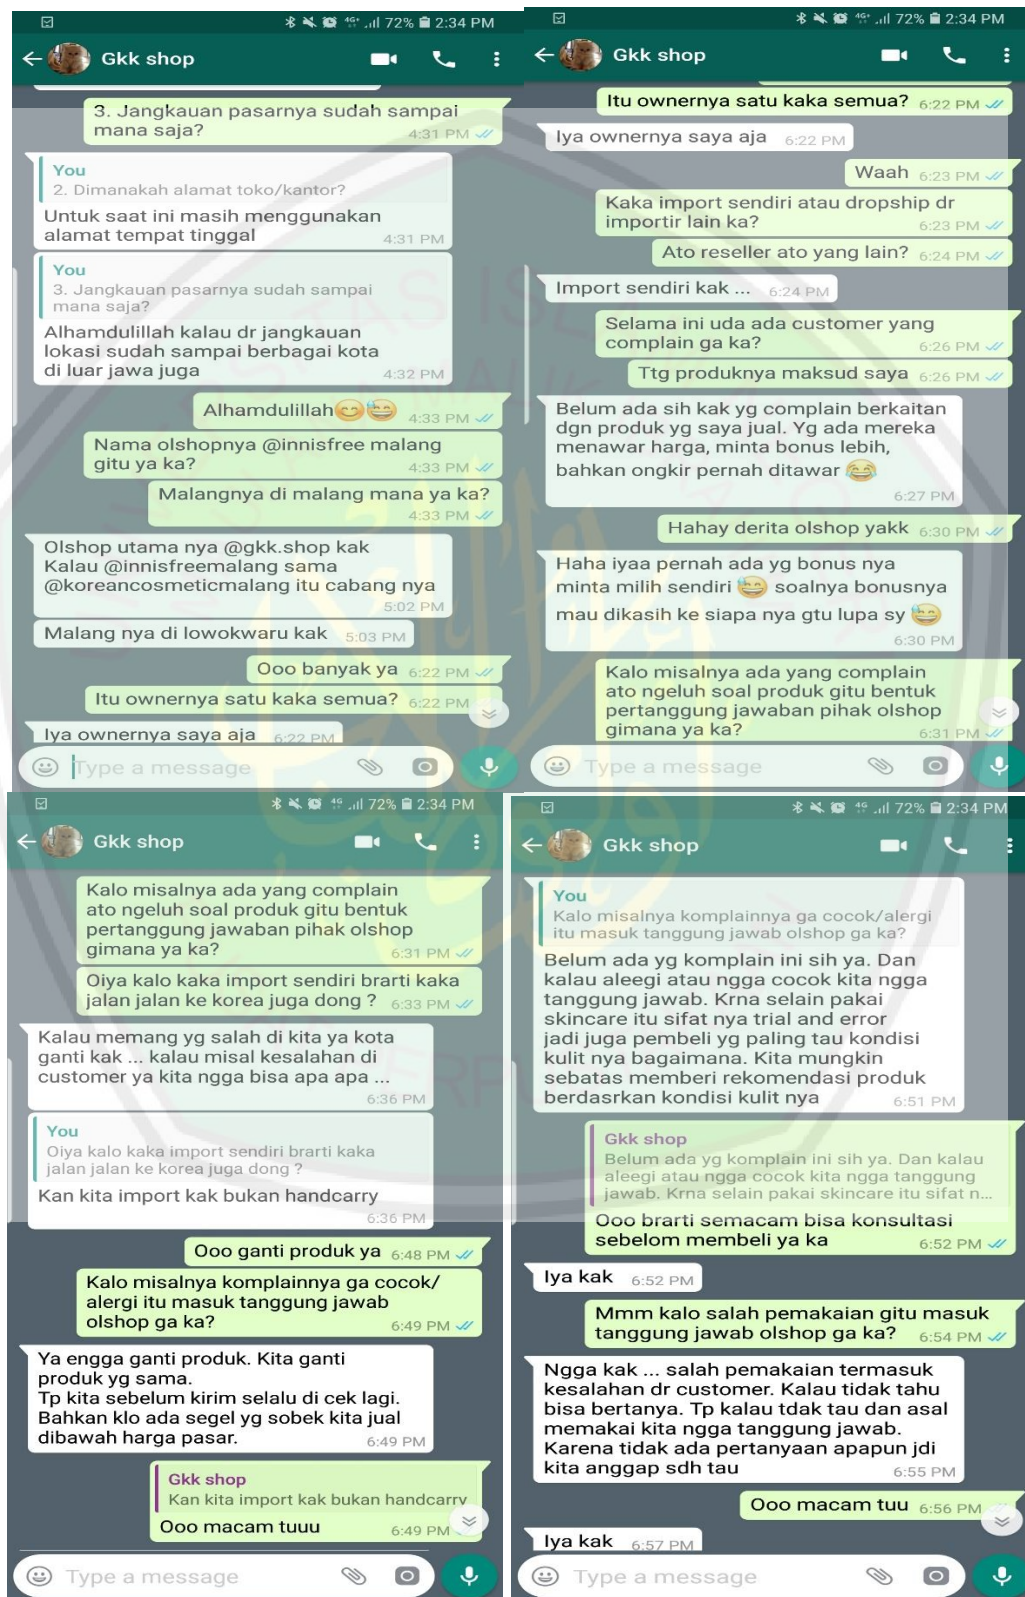 72% 2:34 PM
Gkk shop
3. Jangkauan pasarnya sudah sampai
mana saja? 4:31 PM
You
2. Dimanakah alamat toko/kantor?
Untuk saat ini masih menggunakan
alamat tempat tinggal 4:31 PM
You
3. Jangkauan pasarnya sudah sampai
mana saja?
Alhamdulillah kalau dr jangkauan
lokasi sudah sampai berbagai kota
di luar jawa juga 4:32 PM
Alhamdulillah😊😅 4:33 PM
Nama olshopnya @innisfree malang
gitu ya ka? 4:33 PM
Malangnya di malang mana ya ka?
4:33 PM
Olshop utama nya @gkk.shop kak
Kalau @innisfreemalang sama
@koreancosmeticmalang itu cabang nya
5:02 PM
Malang nya di lowokwaru kak 5:03 PM
Ooo banyak ya 6:22 PM
Itu ownernya satu kaka semua? 6:22 PM
Iya ownernya saya aja 6:22 PM
Type a message
72% 2:34 PM
Gkk shop
Itu ownernya satu kaka semua? 6:22 PM
Iya ownernya saya aja 6:22 PM
Waah 6:23 PM
Kaka import sendiri atau dropship dr
importir lain ka? 6:23 PM
Ato reseller ato yang lain? 6:24 PM
Import sendiri kak ... 6:24 PM
Selama ini uda ada customer yang
complain ga ka? 6:26 PM
Ttg produknya maksud saya 6:26 PM
Belum ada sih kak yg complain berkaitan
dgn produk yg saya jual. Yg ada mereka
menawar harga, minta bonus lebih,
bahkan ongkir pernah ditawar 😂
6:27 PM
Hahay derita olshop yakk 6:30 PM
Haha iyaa pernah ada yg bonus nya
minta milih sendiri 😅 soalnya bonusnya
mau dikasih ke siapa nya gtu lupa sy 😅
6:30 PM
Kalo misalnya ada yang complain
ato ngeluh soal produk gitu bentuk
pertanggung jawaban pihak olshop
gimana ya ka? 6:31 PM
Type a message
72% 2:34 PM
Gkk shop
Kalo misalnya ada yang complain
ato ngeluh soal produk gitu bentuk
pertanggung jawaban pihak olshop
gimana ya ka? 6:31 PM
Oiya kalo kaka import sendiri brarti kaka
jalan jalan ke korea juga dong ? 6:33 PM
Kalau memang yg salah di kita ya kota
ganti kak ... kalau misal kesalahan di
customer ya kita ngga bisa apa apa ...
6:36 PM
You
Oiya kalo kaka import sendiri brarti kaka
jalan jalan ke korea juga dong ?
Kan kita import kak bukan handcarry
6:36 PM
Ooo ganti produk ya 6:48 PM
Kalo misalnya komplainnya ga cocok/
alergi itu masuk tanggung jawab
olshop ga ka? 6:49 PM
Ya engga ganti produk. Kita ganti
produk yg sama.
Tp kita sebelum kirim selalu di cek lagi.
Bahkan klo ada segel yg sobek kita jual
dibawah harga pasar. 6:49 PM
Gkk shop
Kan kita import kak bukan handcarry
Ooo macam tuuu 6:49 PM
Type a message
72% 2:34 PM
Gkk shop
You
Kalo misalnya komplainnya ga cocok/alergi
itu masuk tanggung jawab olshop ga ka?
Belum ada yg komplain ini sih ya. Dan
kalau aleegi atau ngga cocok kita ngga
tanggung jawab. Krna selain pakai
skincare itu sifat nya trial and error
jadi juga pembeli yg paling tau kondisi
kulit nya bagaimana. Kita mungkin
sebatas memberi rekomendasi produk
berdasrkan kondisi kulit nya 6:51 PM
Gkk shop
Belum ada yg komplain ini sih ya. Dan kalau
aleegi atau ngga cocok kita ngga tanggung
jawab. Krna selain pakai skincare itu sifat n...
Ooo brarti semacam bisa konsultasi
sebelom membeli ya ka 6:52 PM
Iya kak 6:52 PM
Mmm kalo salah pemakaian gitu masuk
tanggung jawab olshop ga ka? 6:54 PM
Ngga kak ... salah pemakaian termasuk
kesalahan dr customer. Kalau tidak tahu
bisa bertanya. Tp kalau tdak tau dan asal
memakai kita ngga tanggung jawab.
Karena tidak ada pertanyaan apapun jdi
kita anggap sdh tau 6:55 PM
Ooo macam tuu 6:56 PM
Iya kak 6:57 PM
Type a message